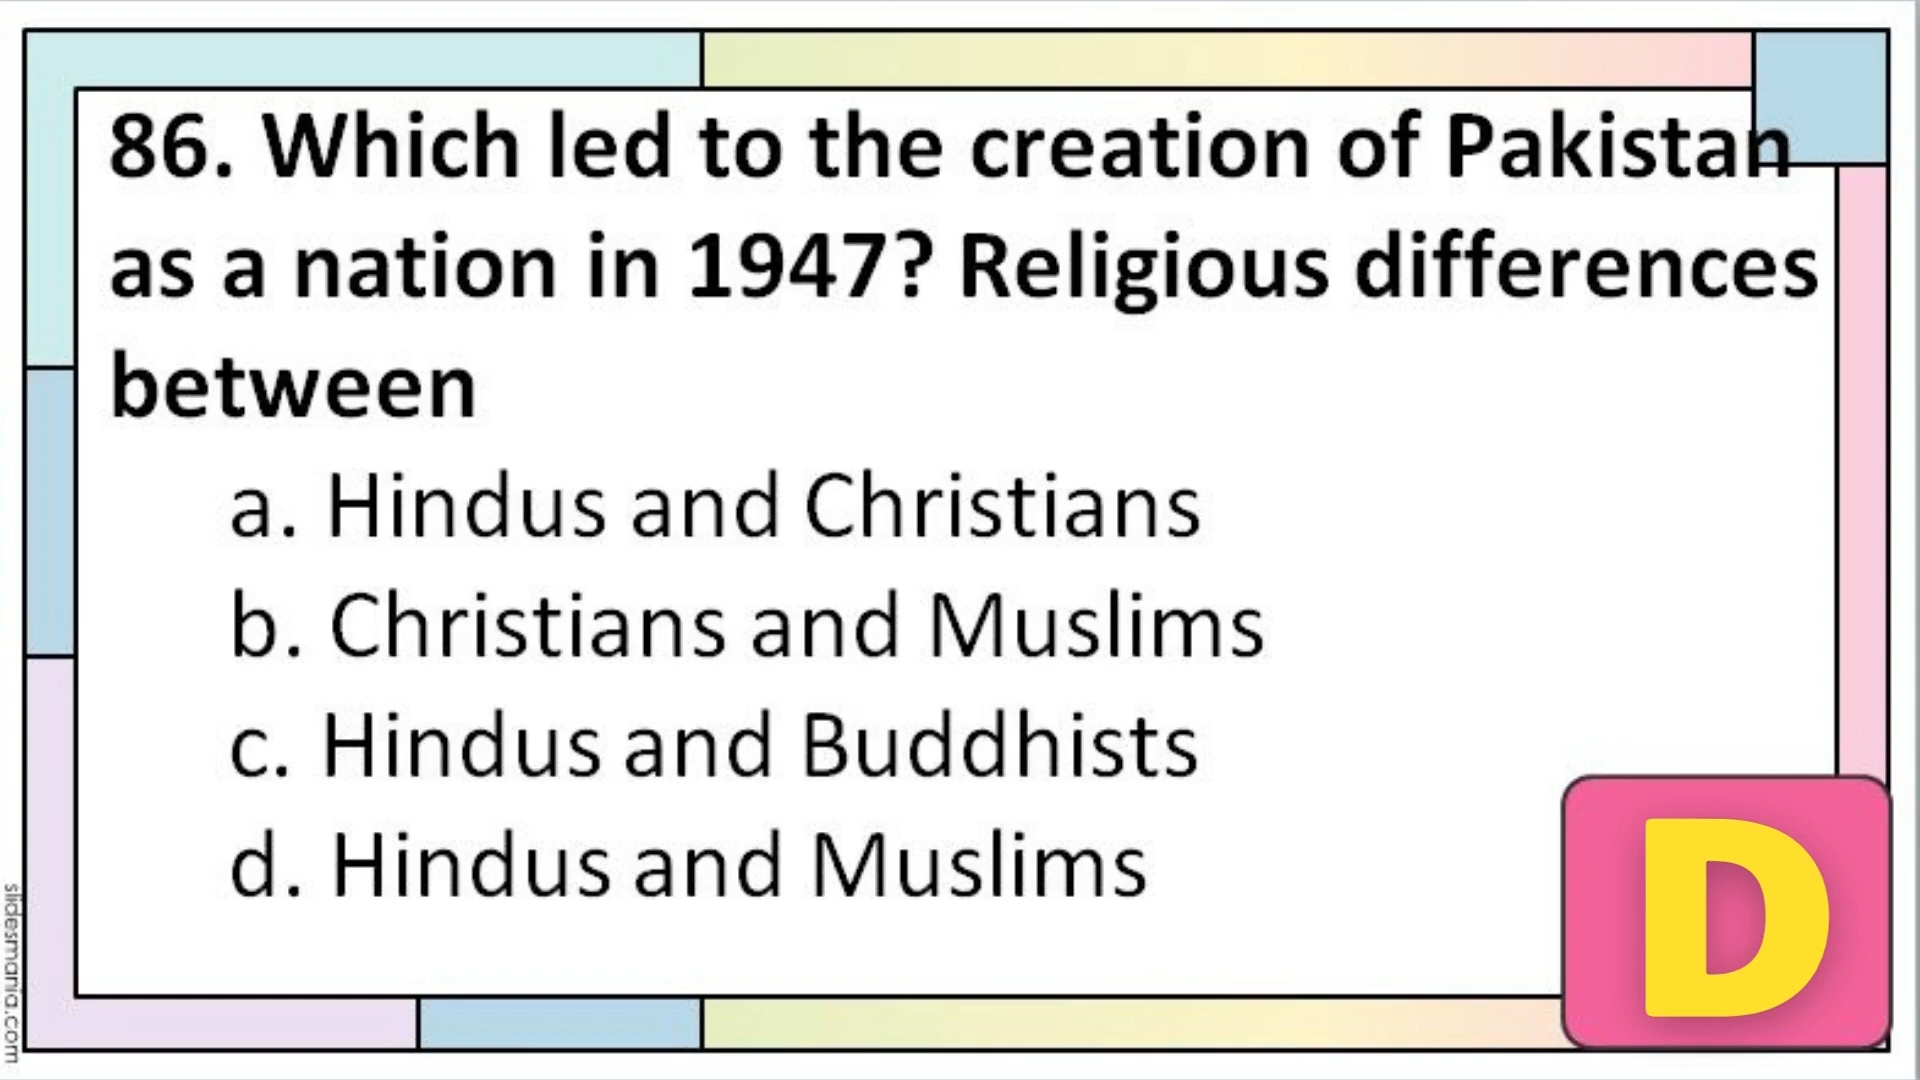 86. Which led to the creation of Pakistan
as a nation in 1947? Religious differences
between
a. Hindus and Christians
b. Christians and Muslims
c. Hindus and Buddhists
d. Hindus and Muslims
D
slidesmania.com